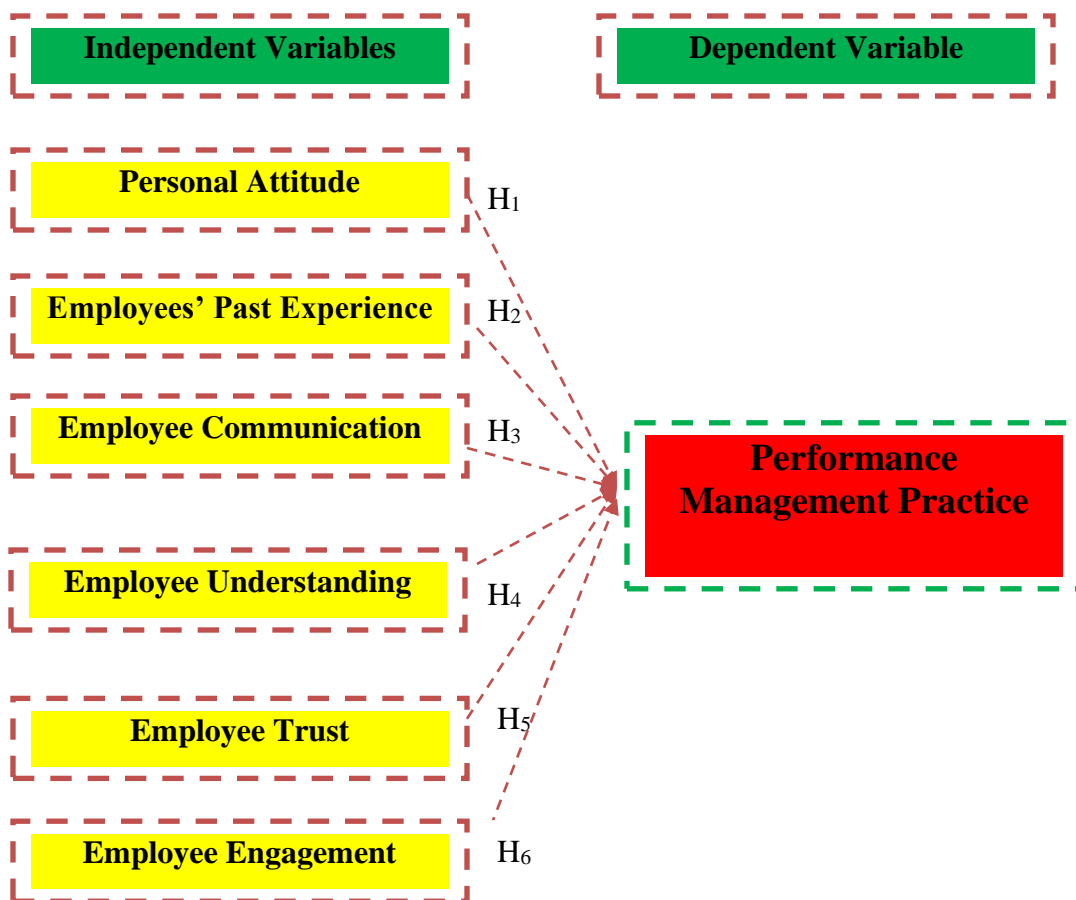 Independent Variables
Dependent Variable
Personal Attitude
H₁
Employees’ Past Experience
H₂
Employee Communication
H₃
Performance
Management Practice
Employee Understanding
H₄
Employee Trust
H₅
Employee Engagement
H₆